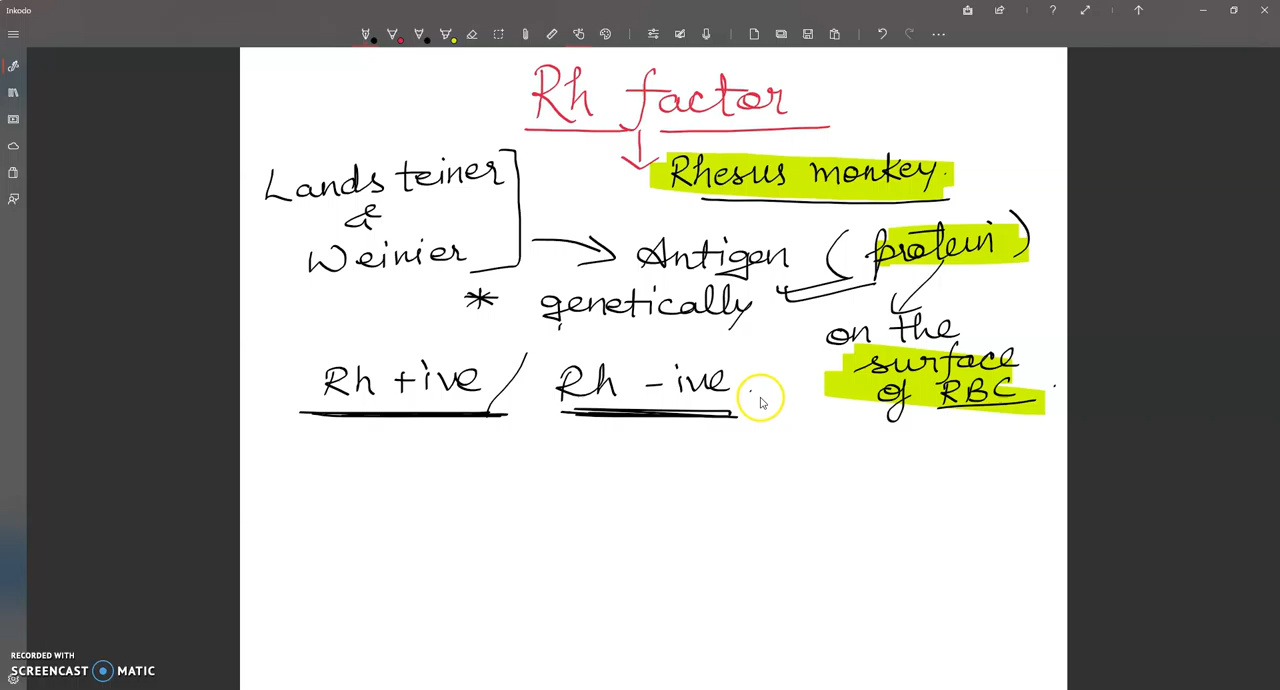 Inkodo
Rh factor
Rhesus monkey.
Landsteiner
&
Weinier
Antigen (protein)
* genetically
on the
surface
of RBC.
Rh +ive / Rh -ive
RECORDED WITH
SCREENCAST MATIC